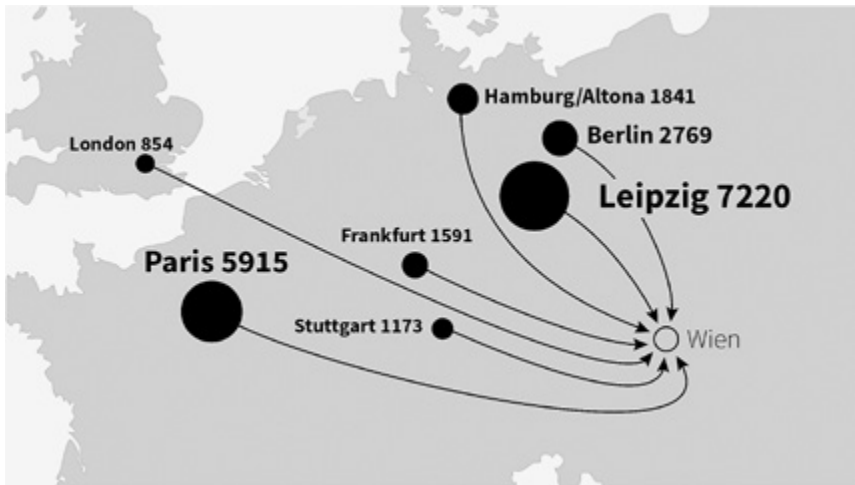 Hamburg/Altona 1841
Berlin 2769
London 854
Leipzig 7220
Frankfurt 1591
Paris 5915
Stuttgart 1173
Wien